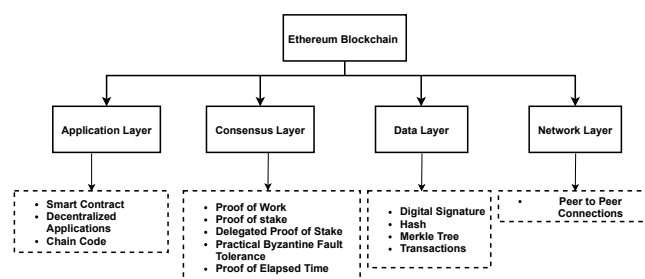 Ethereum Blockchain
Application Layer
Consensus Layer
Data Layer
Network Layer
• Smart Contract
• Decentralized
Applications
• Chain Code
• Proof of Work
• Proof of stake
• Delegated Proof of Stake
• Practical Byzantine Fault
Tolerance
• Proof of Elapsed Time
• Digital Signature
• Hash
• Merkle Tree
• Transactions
• Peer to Peer
Connections